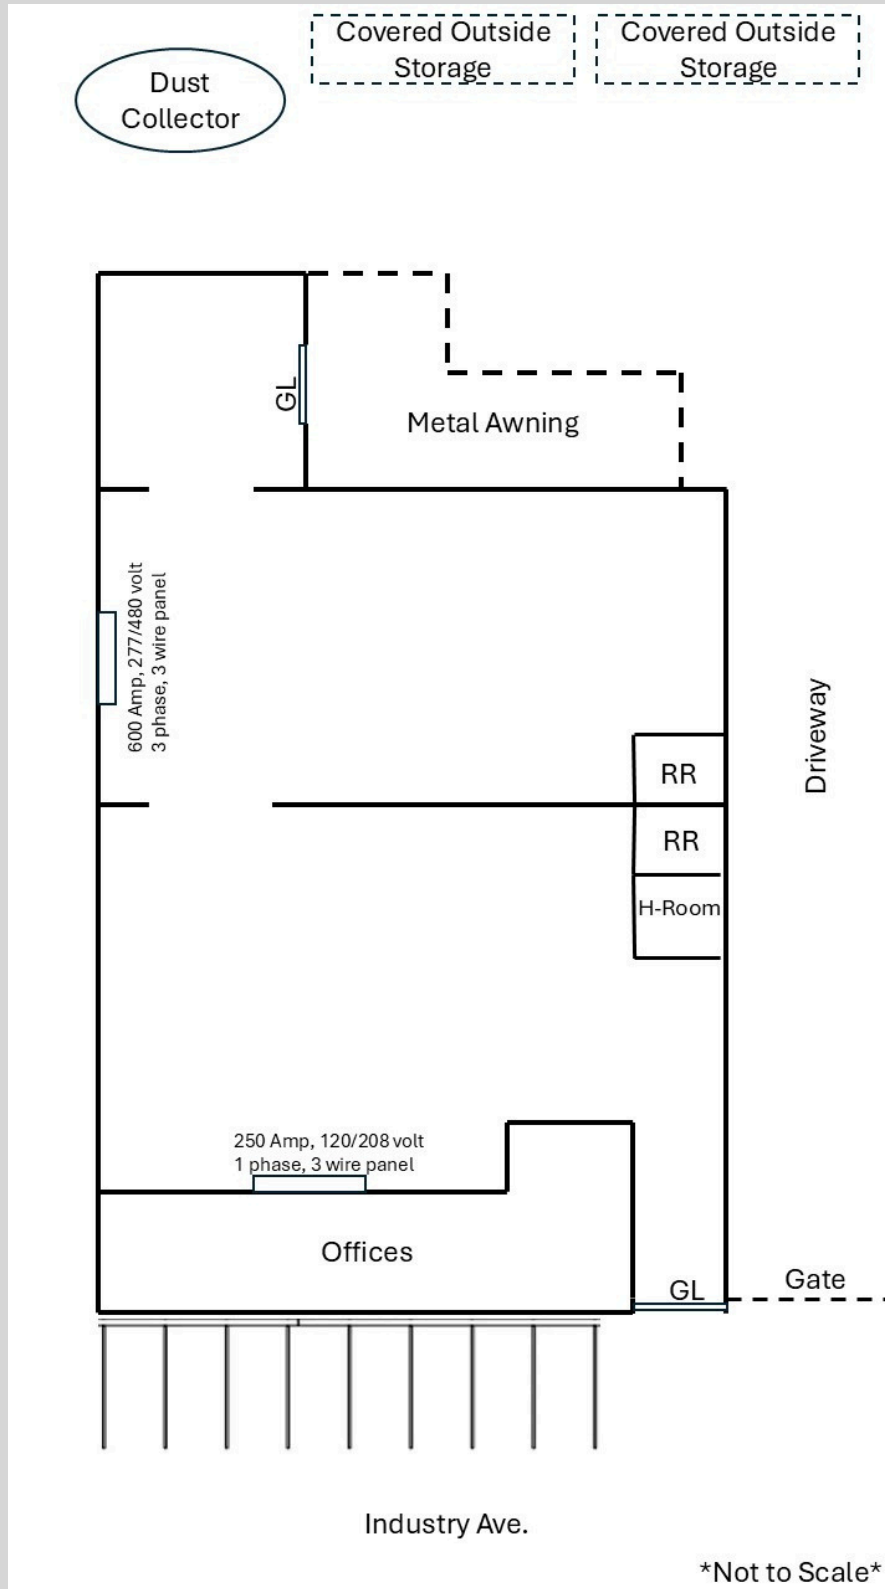 Covered Outside
Storage
Covered Outside
Storage
Dust
Collector
GL
Metal Awning
600 Amp, 277/480 volt
3 phase, 3 wire panel
Driveway
RR
RR
H-Room
250 Amp, 120/208 volt
1 phase, 3 wire panel
Offices
GL
Gate
Industry Ave.
*Not to Scale*